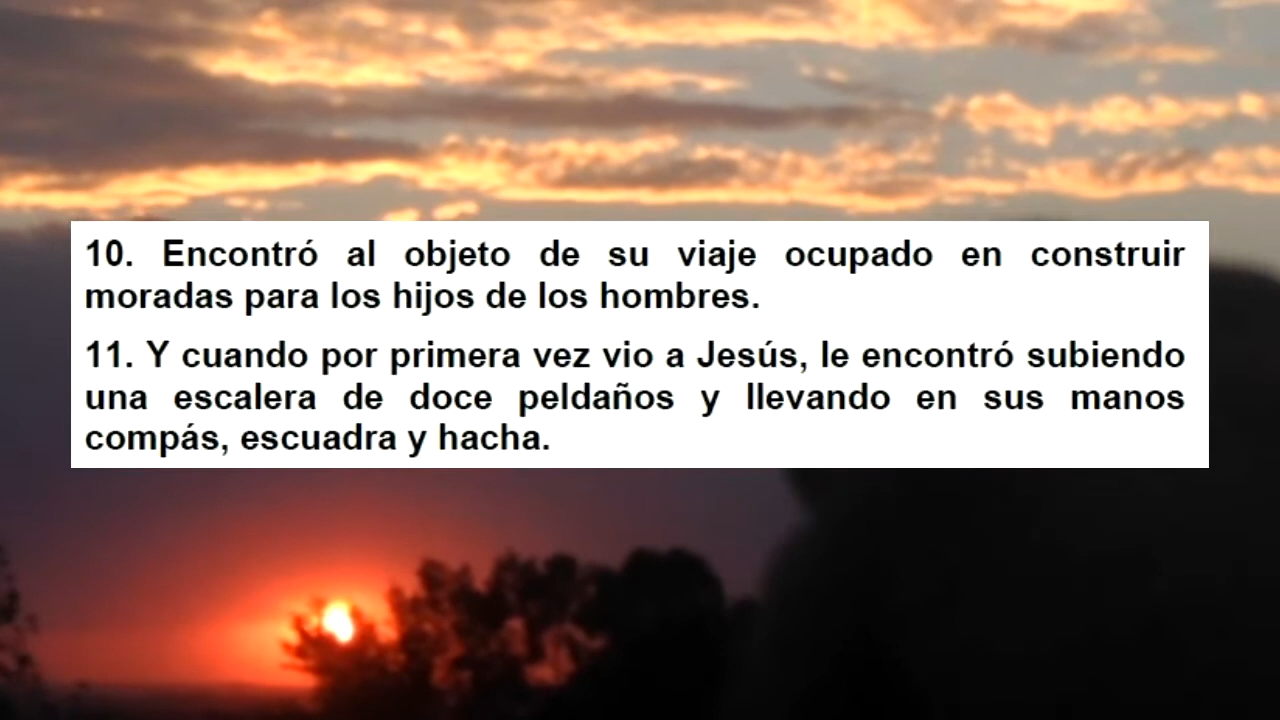 10. Encontró al objeto de su viaje ocupado en construir
moradas para los hijos de los hombres.
11. Y cuando por primera vez vio a Jesús, le encontró subiendo
una escalera de doce peldaños y llevando en sus manos
compás, escuadra y hacha.